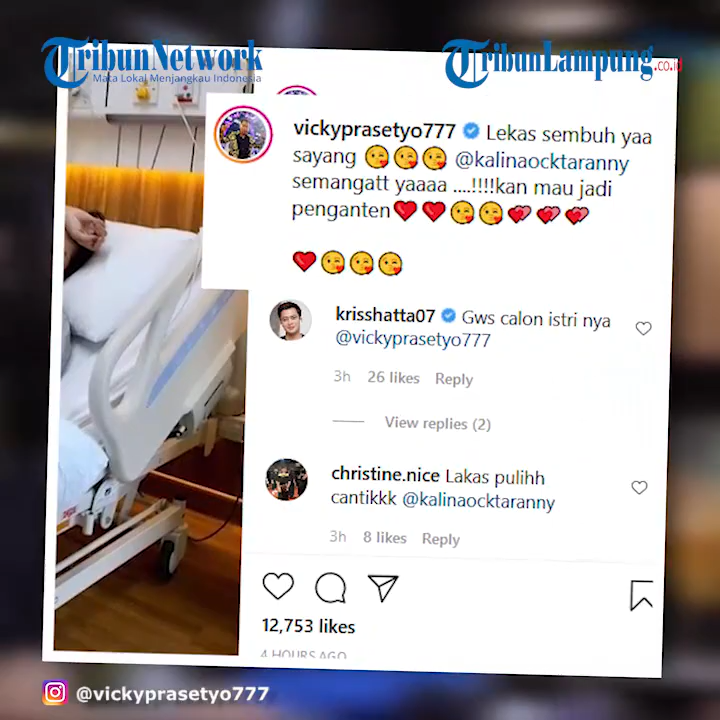 TribunNetwork
Mata Lokal Menjangkau Indonesia
TribunLampung.co.id
vickyprasetyo777 Lekas sembuh yaa
sayang 😘😘😘 @kalinaocktaranny
semangatt yaaaa ....!!!!kan mau jadi
penganten❤️❤️😘😘💕💕💕
❤️😘😘😘
krisshatta07 Gws calon istri nya
@vickyprasetyo777
3h 26 likes Reply
View replies (2)
christine.nice Lakas pulihh
cantikkk @kalinaocktaranny
3h 8 likes Reply
12,753 likes
4 HOURS AGO
@vickyprasetyo777